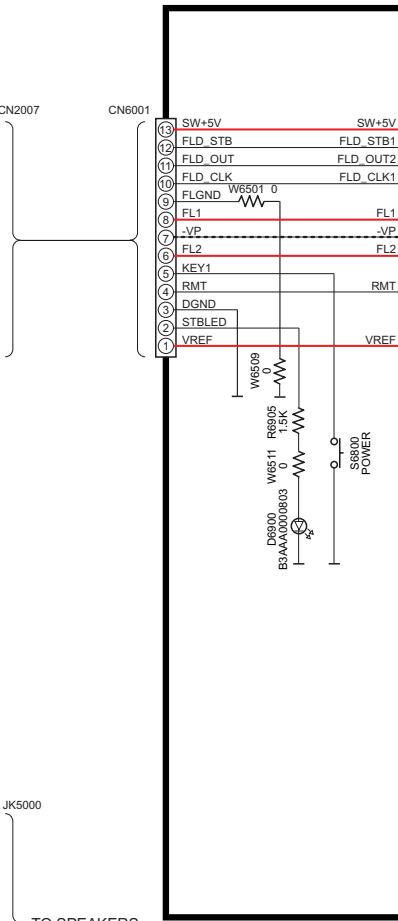 CN2007
CN6001
13 SW+5V SW+5V
12 FLD_STB FLD_STB1
11 FLD_OUT FLD_OUT2
10 FLD_CLK FLD_CLK1
9 FLGND W6501 0
8 FL1 FL1
7 -VP -VP
6 FL2 FL2
5 KEY1
4 RMT RMT
3 DGND
2 STBLED
1 VREF VREF
W6509
0
R6905
1.5K
W6511
0
S6800
POWER
D6900
B3AAA0000803
JK5000
TO SPEAKERS